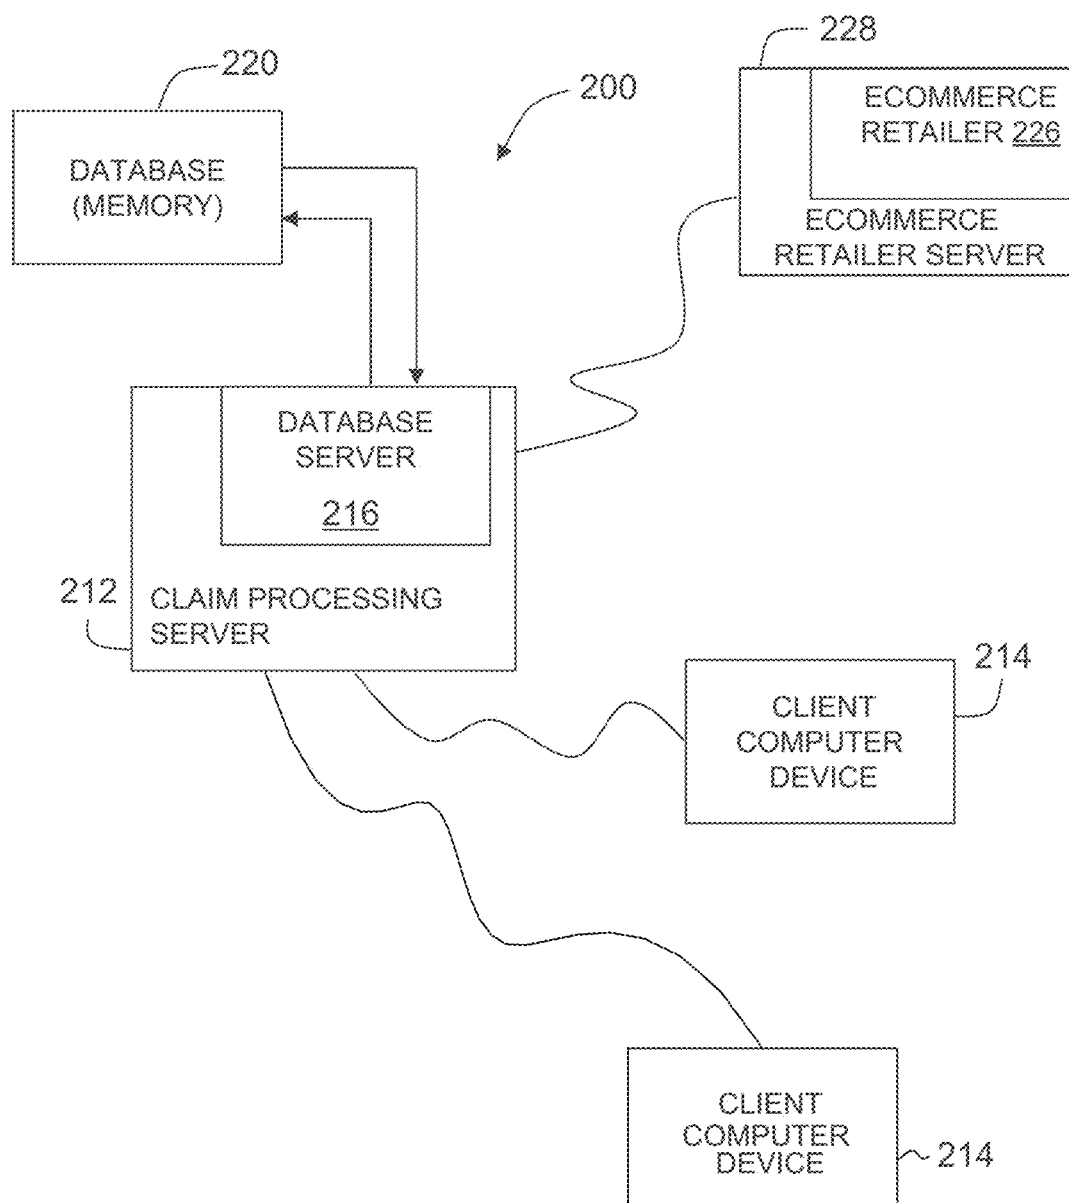 228
220
200
ECOMMERCE
RETAILER 226
DATABASE
(MEMORY)
ECOMMERCE
RETAILER SERVER
DATABASE
SERVER
216
212
CLAIM PROCESSING
SERVER
214
CLIENT
COMPUTER
DEVICE
CLIENT
COMPUTER
DEVICE
214